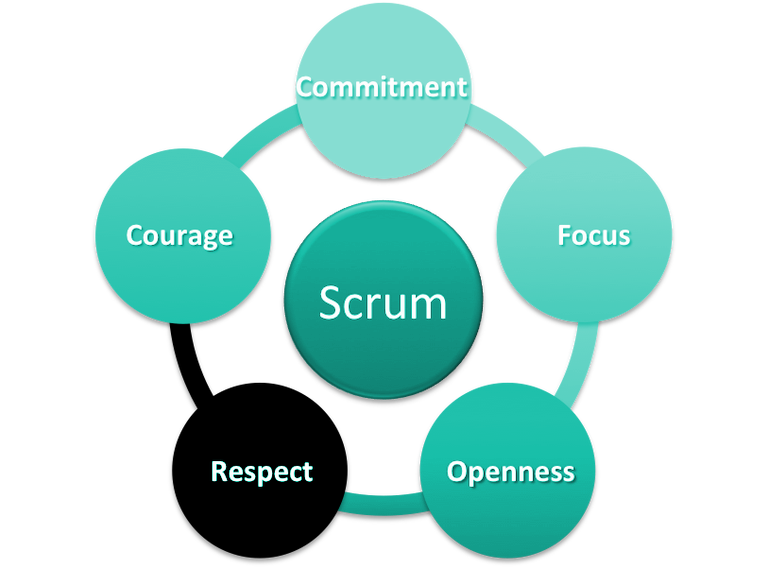 Commitment
Focus
Openness
Respect
Courage
Scrum